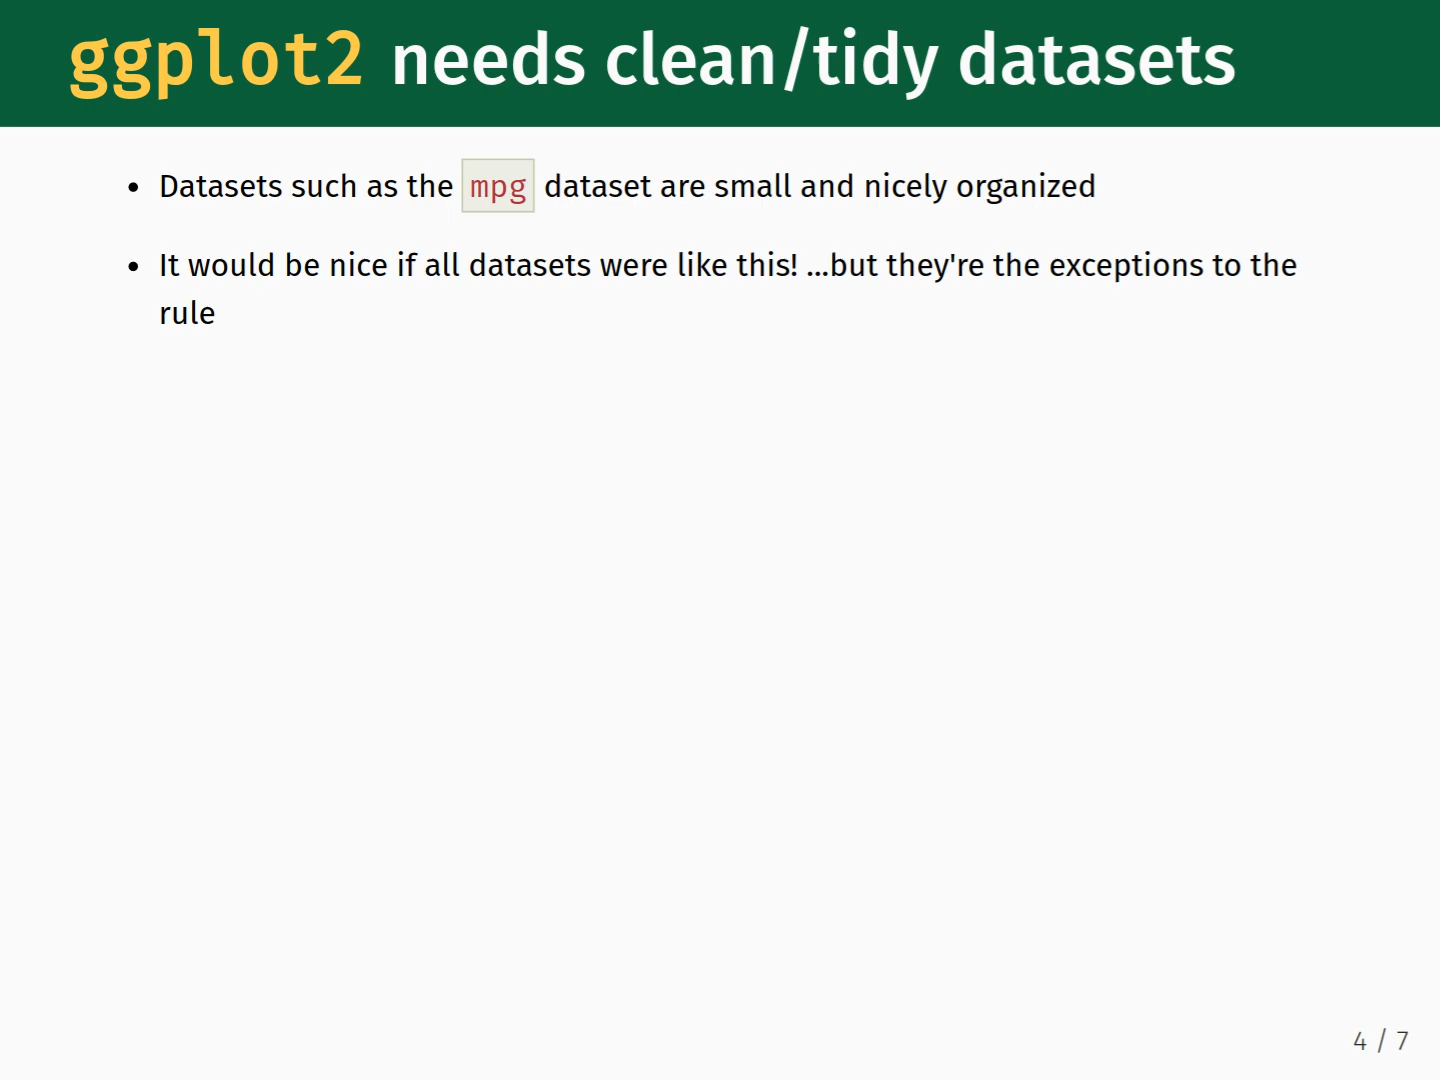 ggplot2 needs clean/tidy datasets
• Datasets such as the mpg dataset are small and nicely organized
• It would be nice if all datasets were like this! ...but they're the exceptions to the
rule
4 / 7